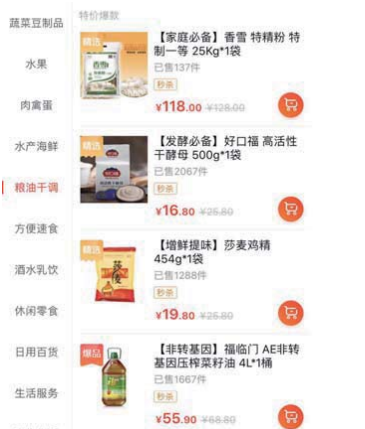 蔬菜豆制品
水果
肉禽蛋
水产海鲜
粮油干调
方便速食
酒水乳饮
休闲零食
日用百货
生活服务
特价爆款
精选
香雪
【家庭必备】香雪 特精粉 特
制一等 25Kg*1袋
已售137件
秒杀
¥118.00 ¥128.00
精选
【发酵必备】好口福 高活性
干酵母 500g*1袋
已售2067件
秒杀
¥16.80 ¥25.80
精选
莎麦
【增鲜提味】莎麦鸡精
454g*1袋
已售1288件
秒杀
¥19.80 ¥25.80
爆品
【非转基因】福临门 AE非转
基因压榨菜籽油 4L*1桶
已售1667件
秒杀
¥55.90 ¥68.80